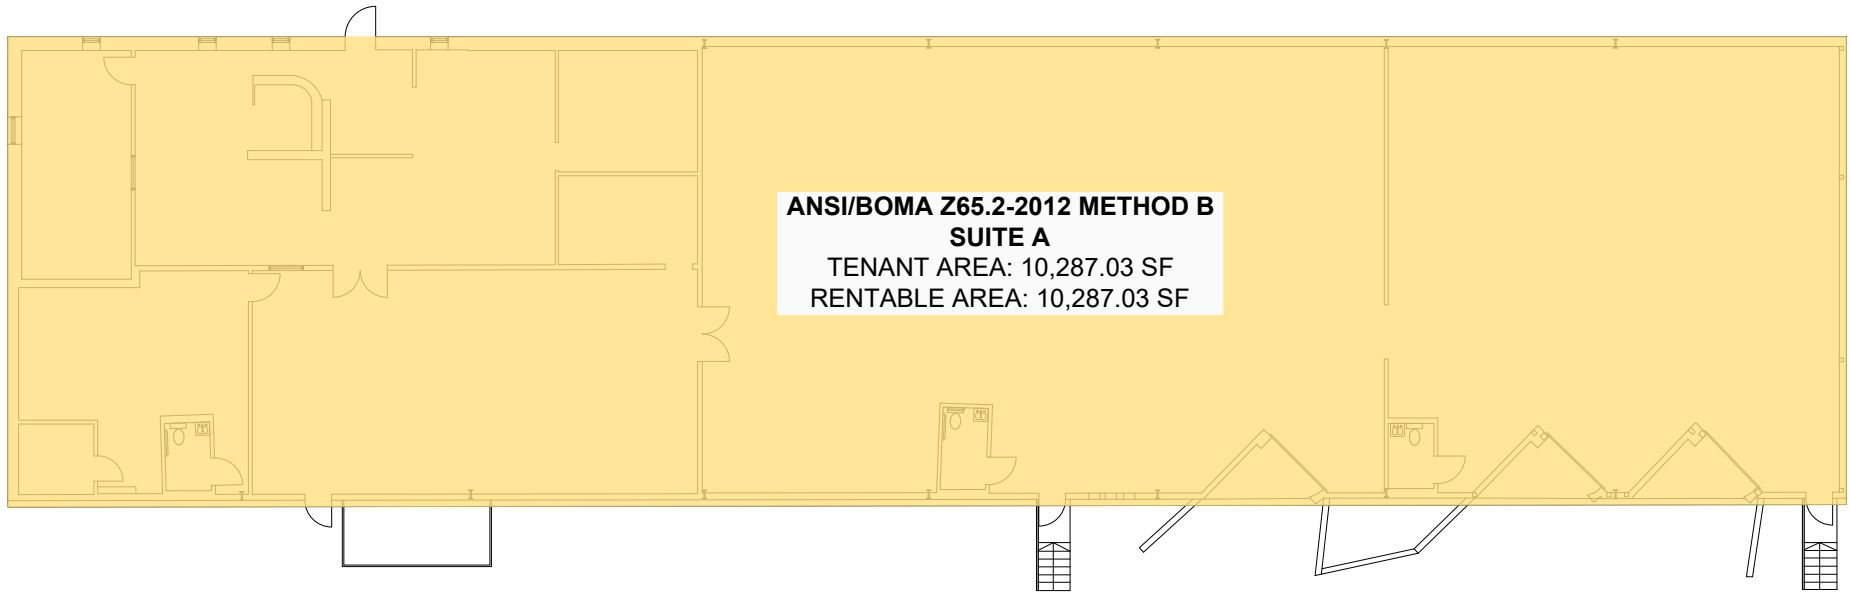 ANSI/BOMA Z65.2-2012 METHOD B
SUITE A
TENANT AREA: 10,287.03 SF
RENTABLE AREA: 10,287.03 SF